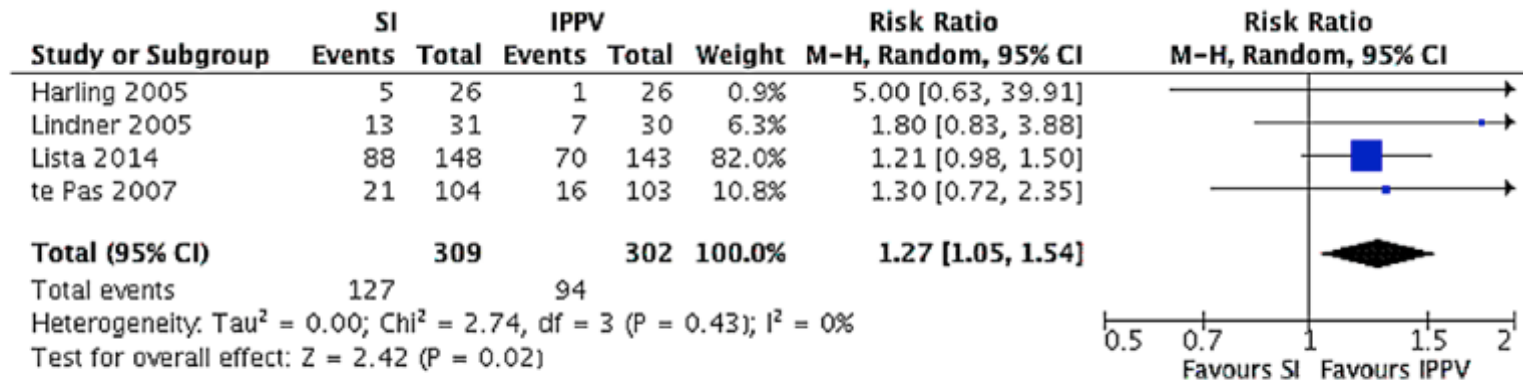 SI IPPV Risk Ratio Risk Ratio
Study or Subgroup Events Total Events Total Weight M-H, Random, 95% CI M-H, Random, 95% CI
Harling 2005 5 26 1 26 0.9% 5.00 [0.63, 39.91]
Lindner 2005 13 31 7 30 6.3% 1.80 [0.83, 3.88]
Lista 2014 88 148 70 143 82.0% 1.21 [0.98, 1.50]
te Pas 2007 21 104 16 103 10.8% 1.30 [0.72, 2.35]
Total (95% CI) 309 302 100.0% 1.27 [1.05, 1.54]
Total events 127 94
Heterogeneity: Tau² = 0.00; Chi² = 2.74, df = 3 (P = 0.43); I² = 0%
Test for overall effect: Z = 2.42 (P = 0.02)
0.5 0.7 1 1.5 2
Favours SI Favours IPPV